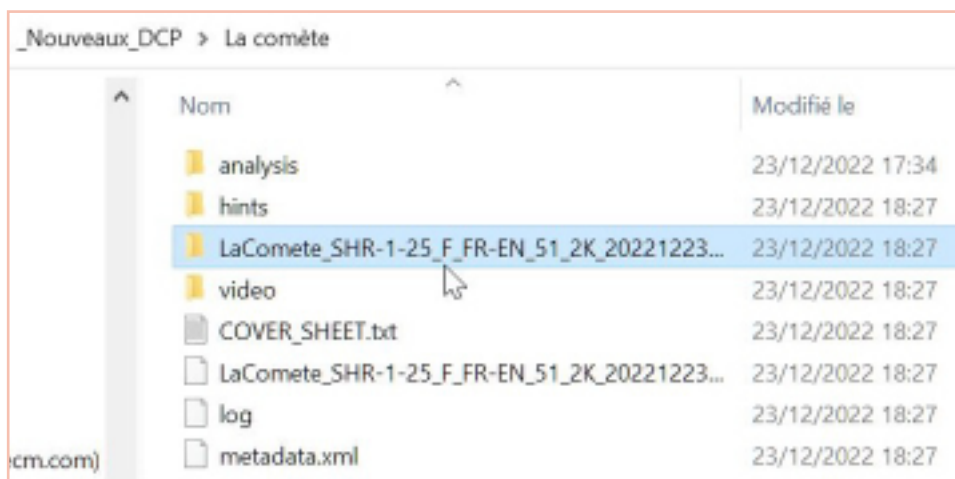 _Nouveaux_DCP > La comète
Nom Modifié le
analysis 23/12/2022 17:34
hints 23/12/2022 18:27
LaComete_SHR-1-25_F_FR-EN_51_2K_20221223... 23/12/2022 18:27
video 23/12/2022 18:27
COVER_SHEET.txt 23/12/2022 18:27
LaComete_SHR-1-25_F_FR-EN_51_2K_20221223... 23/12/2022 18:27
log 23/12/2022 18:27
ecm.com) metadata.xml 23/12/2022 18:27